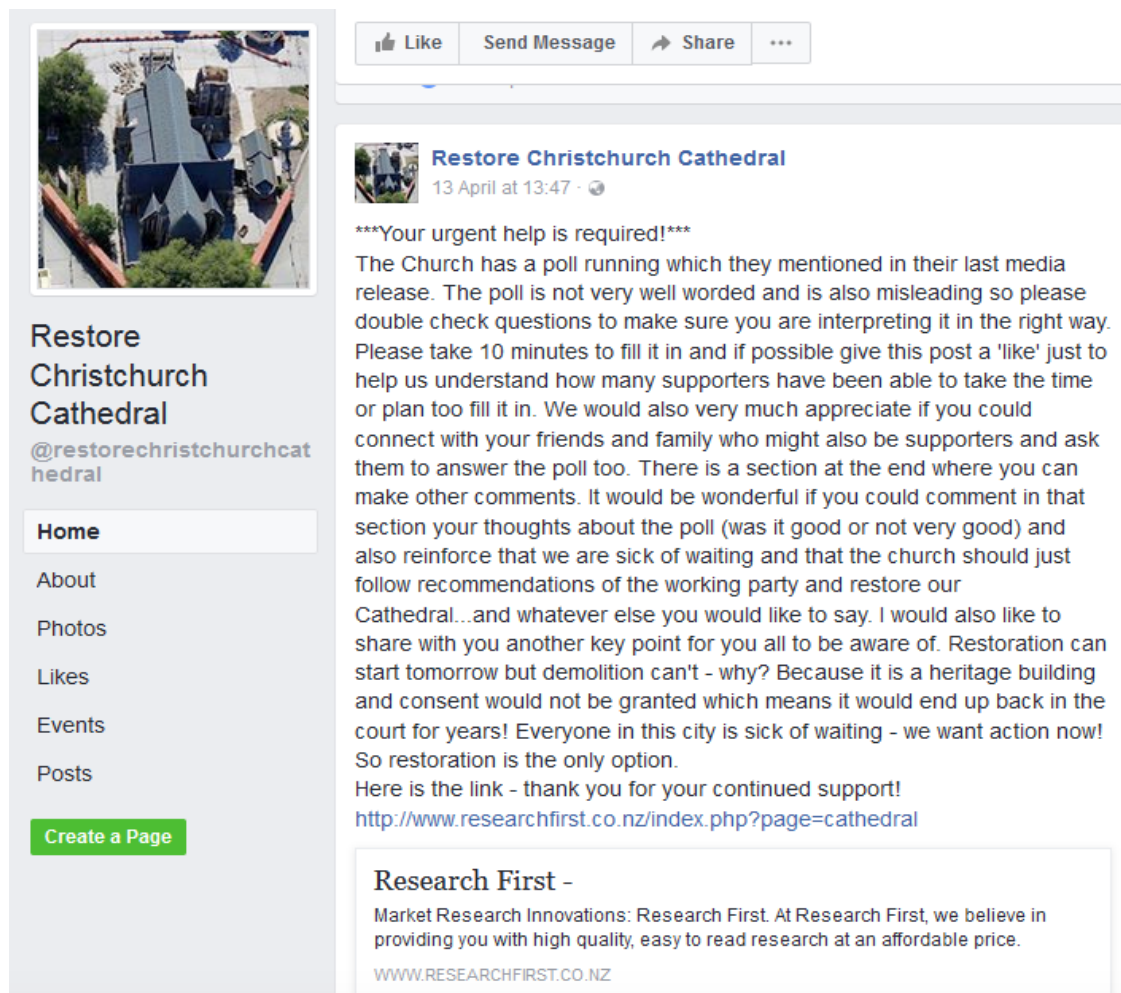 Like
Send Message
Share
...
Restore Christchurch Cathedral
13 April at 13:47 ·
***Your urgent help is required!***
The Church has a poll running which they mentioned in their last media
release. The poll is not very well worded and is also misleading so please
double check questions to make sure you are interpreting it in the right way.
Please take 10 minutes to fill it in and if possible give this post a 'like' just to
help us understand how many supporters have been able to take the time
or plan too fill it in. We would also very much appreciate if you could
connect with your friends and family who might also be supporters and ask
them to answer the poll too. There is a section at the end where you can
make other comments. It would be wonderful if you could comment in that
section your thoughts about the poll (was it good or not very good) and
also reinforce that we are sick of waiting and that the church should just
follow recommendations of the working party and restore our
Cathedral...and whatever else you would like to say. I would also like to
share with you another key point for you all to be aware of. Restoration can
start tomorrow but demolition can't - why? Because it is a heritage building
and consent would not be granted which means it would end up back in the
court for years! Everyone in this city is sick of waiting - we want action now!
So restoration is the only option.
Here is the link - thank you for your continued support!
http://www.researchfirst.co.nz/index.php?page=cathedral
Research First -
Market Research Innovations: Research First. At Research First, we believe in
providing you with high quality, easy to read research at an affordable price.
WWW.RESEARCHFIRST.CO.NZ
Restore
Christchurch
Cathedral
@restorechristchurchcat
hedral
Home
About
Photos
Likes
Events
Posts
Create a Page